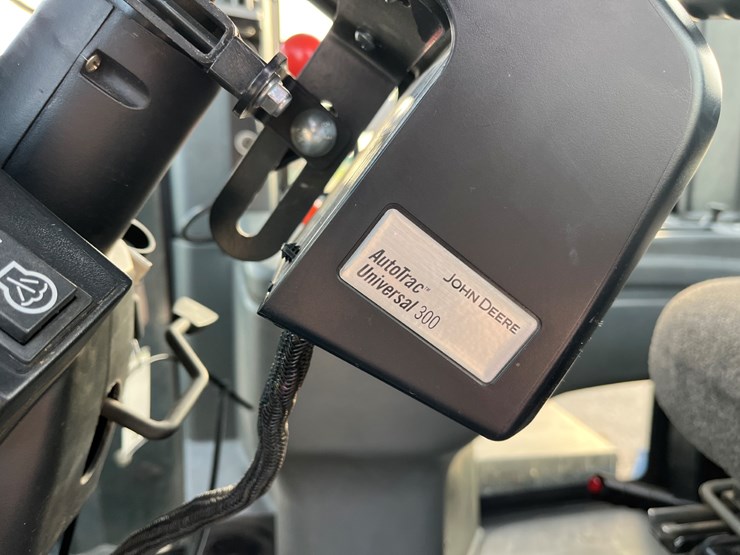 AutoTrac™
Universal 300
JOHN DEERE